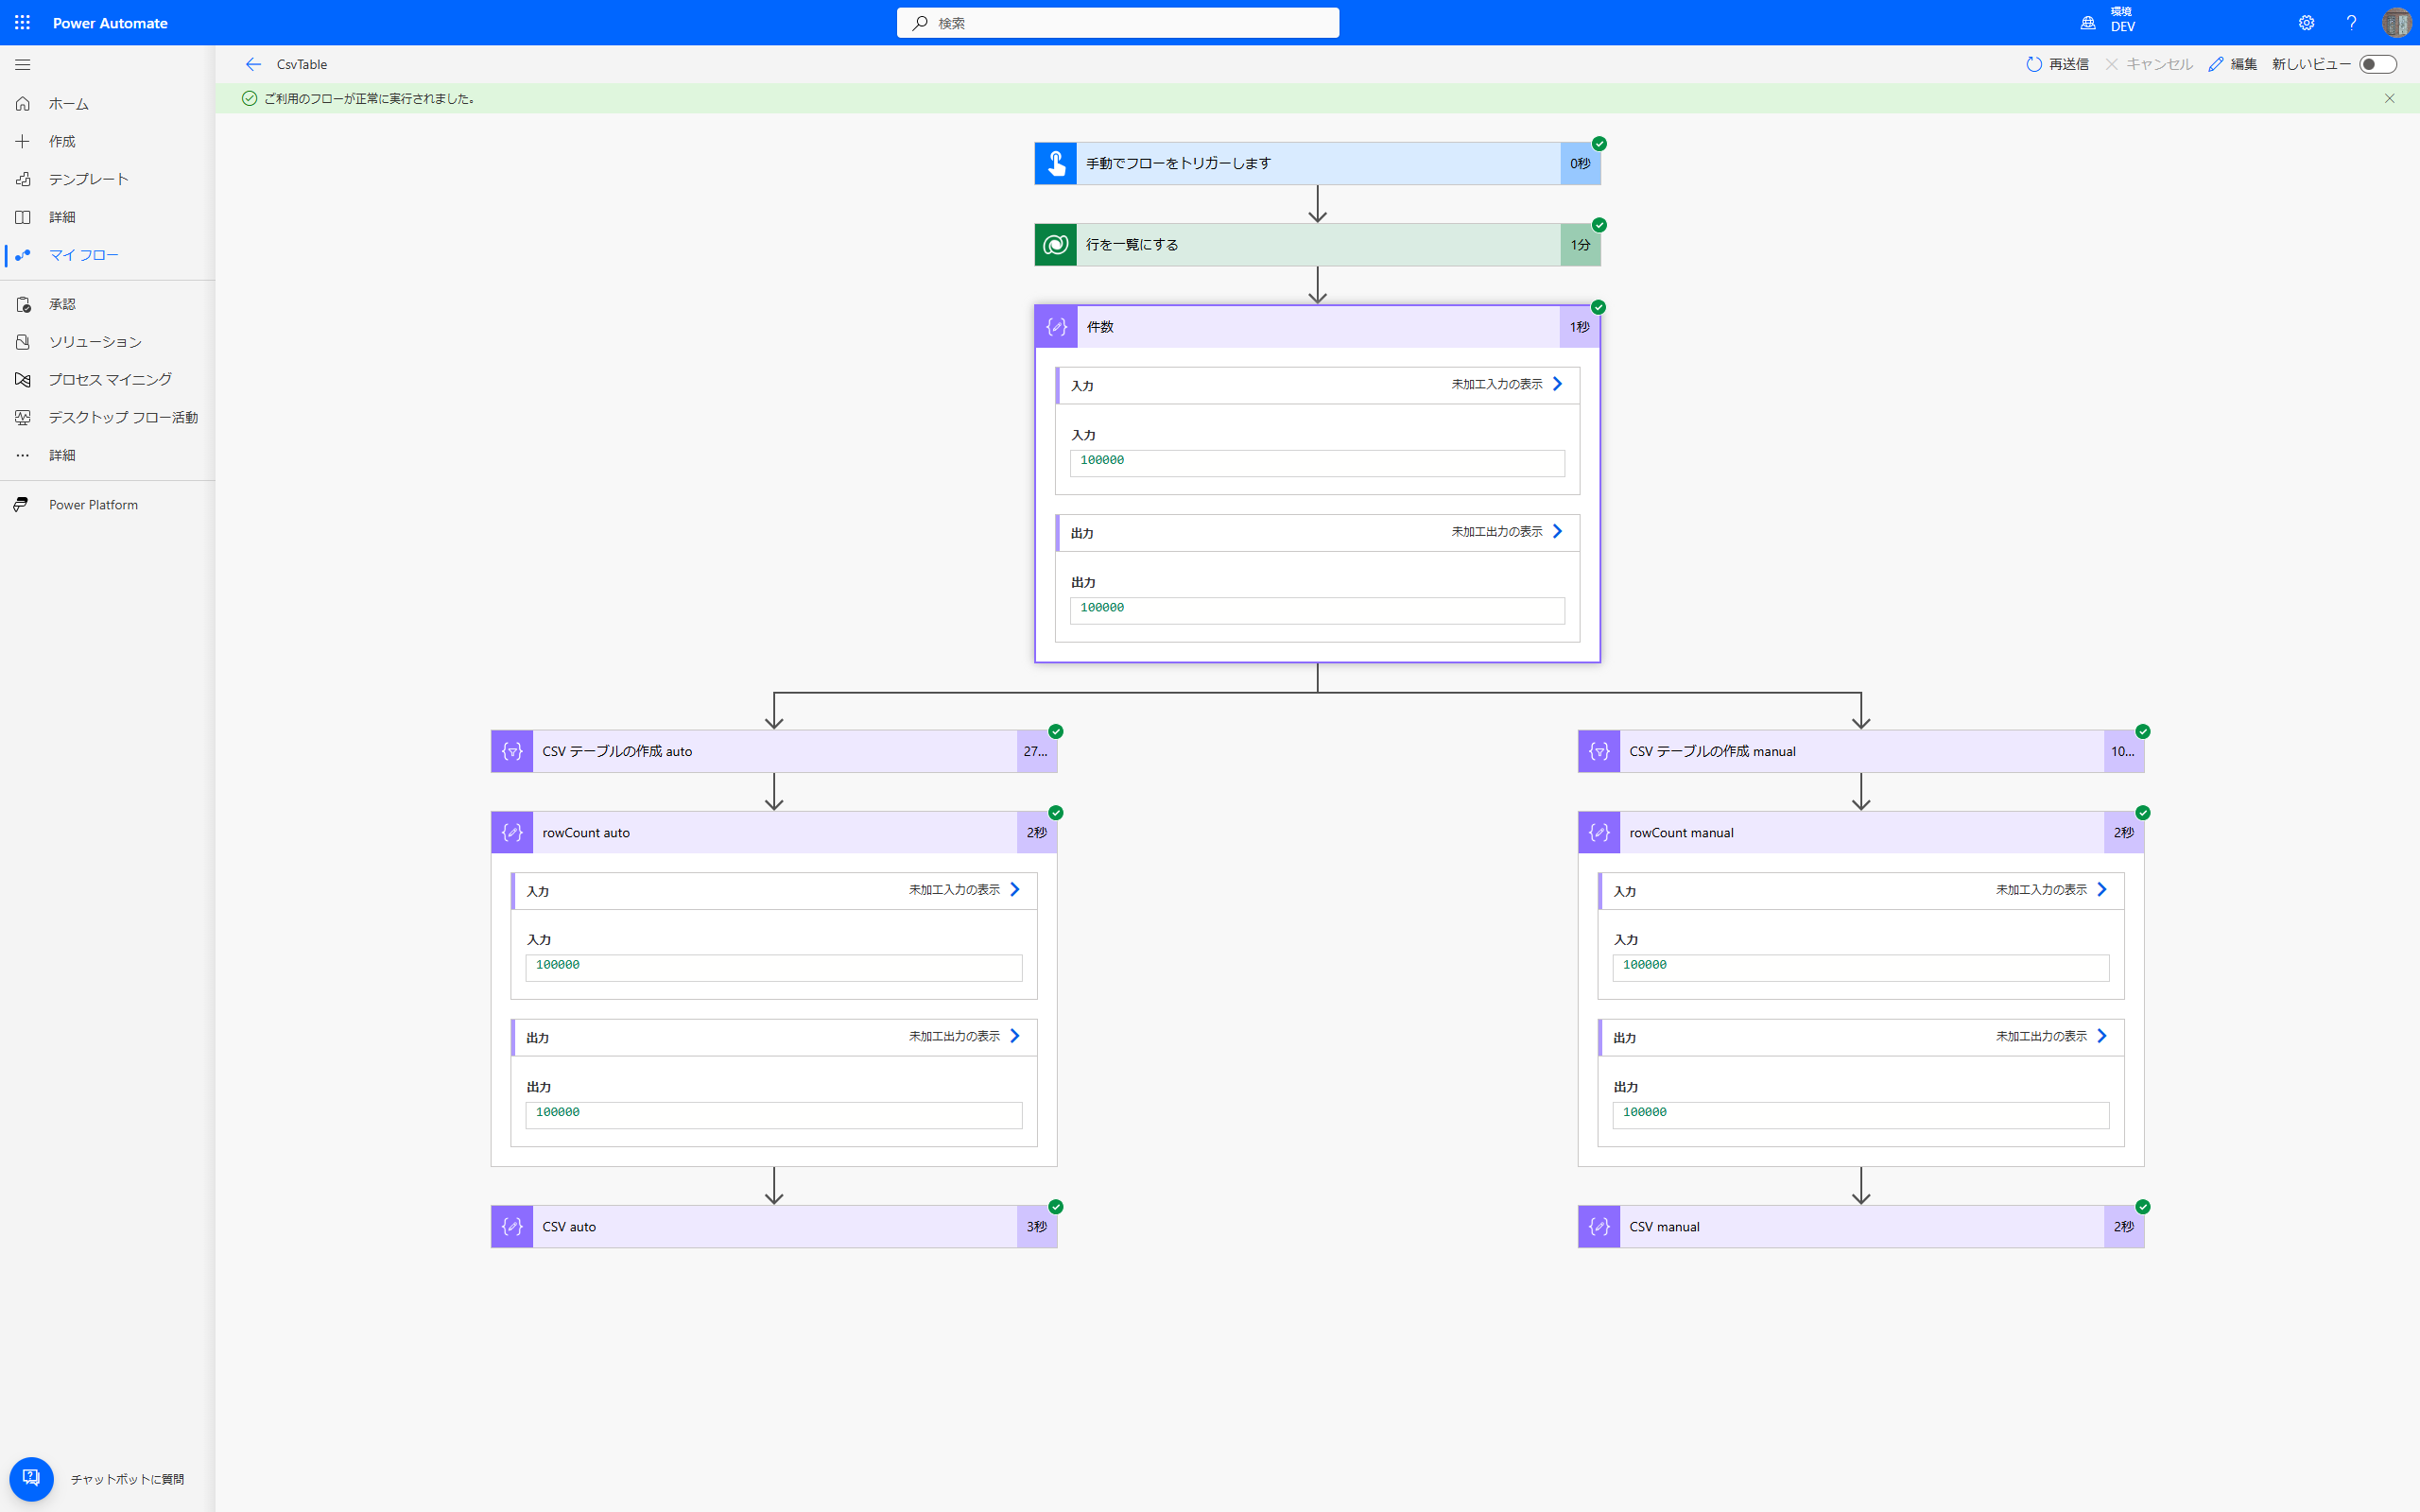 Power Automate
検索
環境
DEV
CsvTable
再送信
キャンセル
編集
新しいビュー
ご利用のフローが正常に実行されました。
ホーム
作成
テンプレート
詳細
マイ フロー
承認
ソリューション
プロセス マイニング
デスクトップ フロー活動
詳細
Power Platform
チャットボットに質問
手動でフローをトリガーします
0秒
行を一覧にする
1分
件数
1秒
入力
未加工入力の表示
入力
100000
出力
未加工出力の表示
出力
100000
CSV テーブルの作成 auto
27...
rowCount auto
2秒
入力
未加工入力の表示
入力
100000
出力
未加工出力の表示
出力
100000
CSV auto
3秒
CSV テーブルの作成 manual
10...
rowCount manual
2秒
入力
未加工入力の表示
入力
100000
出力
未加工出力の表示
出力
100000
CSV manual
2秒